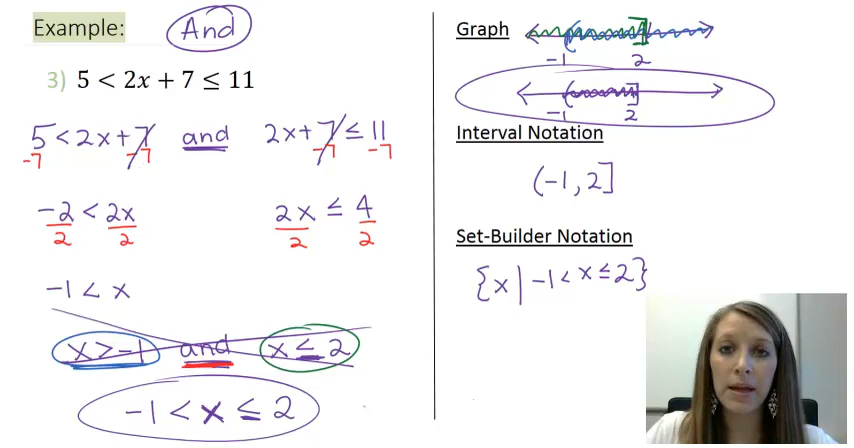 Example:
And
3) 5 < 2x + 7 ≤ 11
5 < 2x + 7 and 2x + 7 ≤ 11
-7 -7 -7 -7
-2 < 2x 2x ≤ 4
2 2 2 2
-1 < x
x > -1 and x ≤ 2
-1 < x ≤ 2
Graph
-1 2
-1 2
Interval Notation
(-1, 2]
Set-Builder Notation
{x | -1 < x ≤ 2}